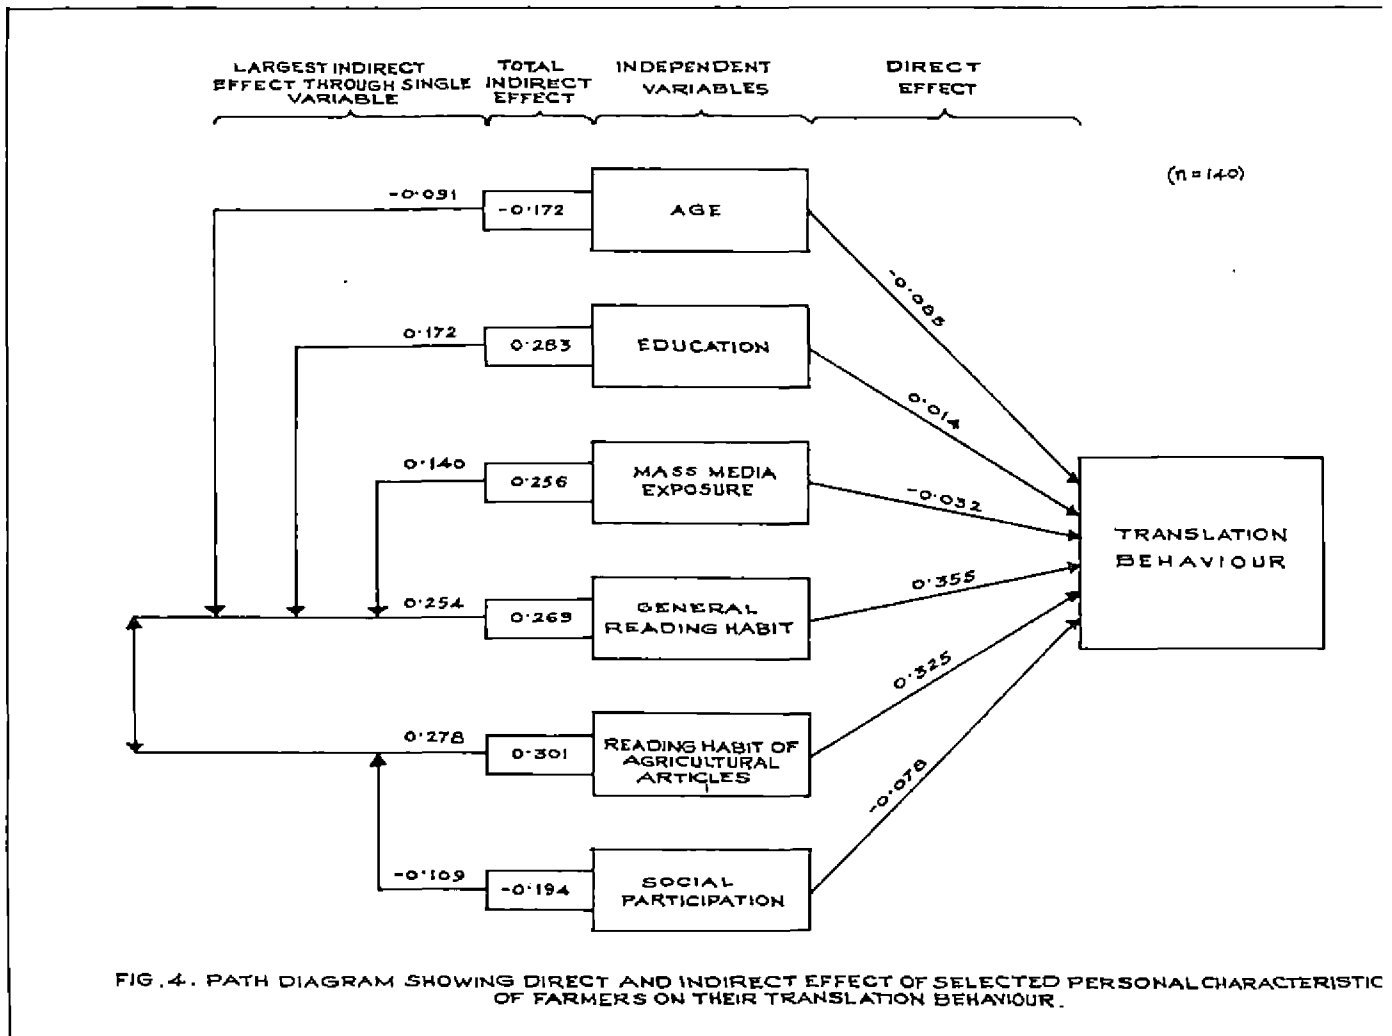 LARGEST INDIRECT
EFFECT THROUGH SINGLE
VARIABLE
TOTAL
INDIRECT
EFFECT
INDEPENDENT
VARIABLES
DIRECT
EFFECT
(n=140)
-0·091
-0·172
AGE
-0·085
0·172
0·283
EDUCATION
0·014
0·140
0·256
MASS MEDIA
EXPOSURE
-0·032
TRANSLATION
BEHAVIOUR
0·254
0·269
GENERAL
READING HABIT
0·355
0·278
0·301
READING HABIT OF
AGRICULTURAL
ARTICLES
0·325
-0·109
-0·194
SOCIAL
PARTICIPATION
-0·078
FIG.4. PATH DIAGRAM SHOWING DIRECT AND INDIRECT EFFECT OF SELECTED PERSONAL CHARACTERISTIC
OF FARMERS ON THEIR TRANSLATION BEHAVIOUR.